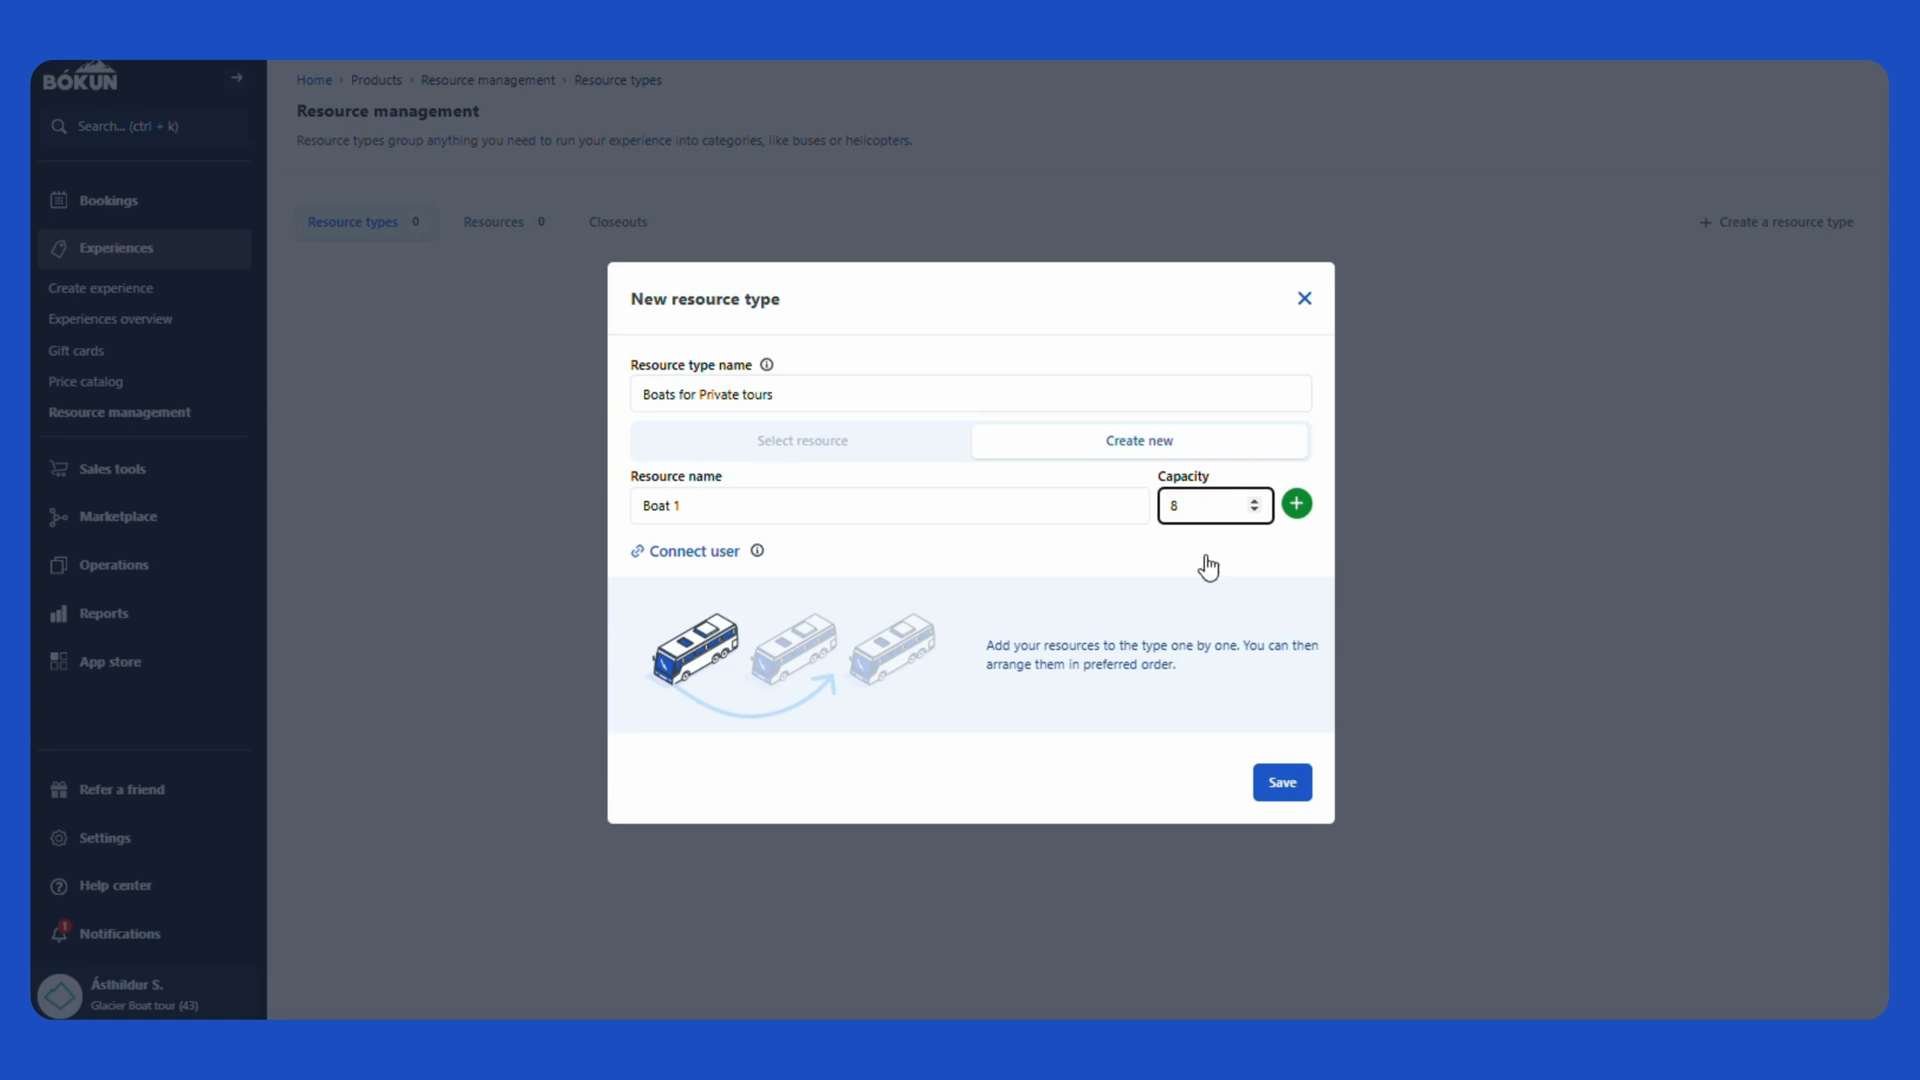 BÓKUN
Search... (ctrl + k)
Bookings
Experiences
Create experience
Experiences overview
Gift cards
Price catalog
Resource management
Sales tools
Marketplace
Operations
Reports
App store
Refer a friend
Settings
Help center
1
Notifications
Ásthildur S.
Glacier Boat tour (43)
Home > Products > Resource management > Resource types
Resource management
Resource types group anything you need to run your experience into categories, like buses or helicopters.
Resource types 0 Resources 0 Closeouts
+ Create a resource type
New resource type
Resource type name
Boats for Private tours
Select resource Create new
Resource name Capacity
Boat 1 8
Connect user
Add your resources to the type one by one. You can then
arrange them in preferred order.
Save